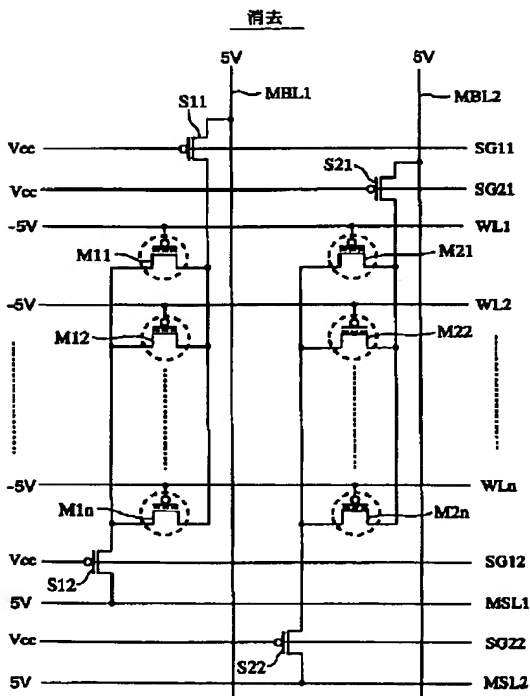 消去
5V 5V
MBL1
MBL2
S11
Vcc SG11
S21
Vcc SG21
-5V WL1
M11 M21
-5V WL2
M12 M22
-5V WLn
M1n M2n
Vcc SG12
S12
5V MSL1
Vcc SG22
S22
5V MSL2